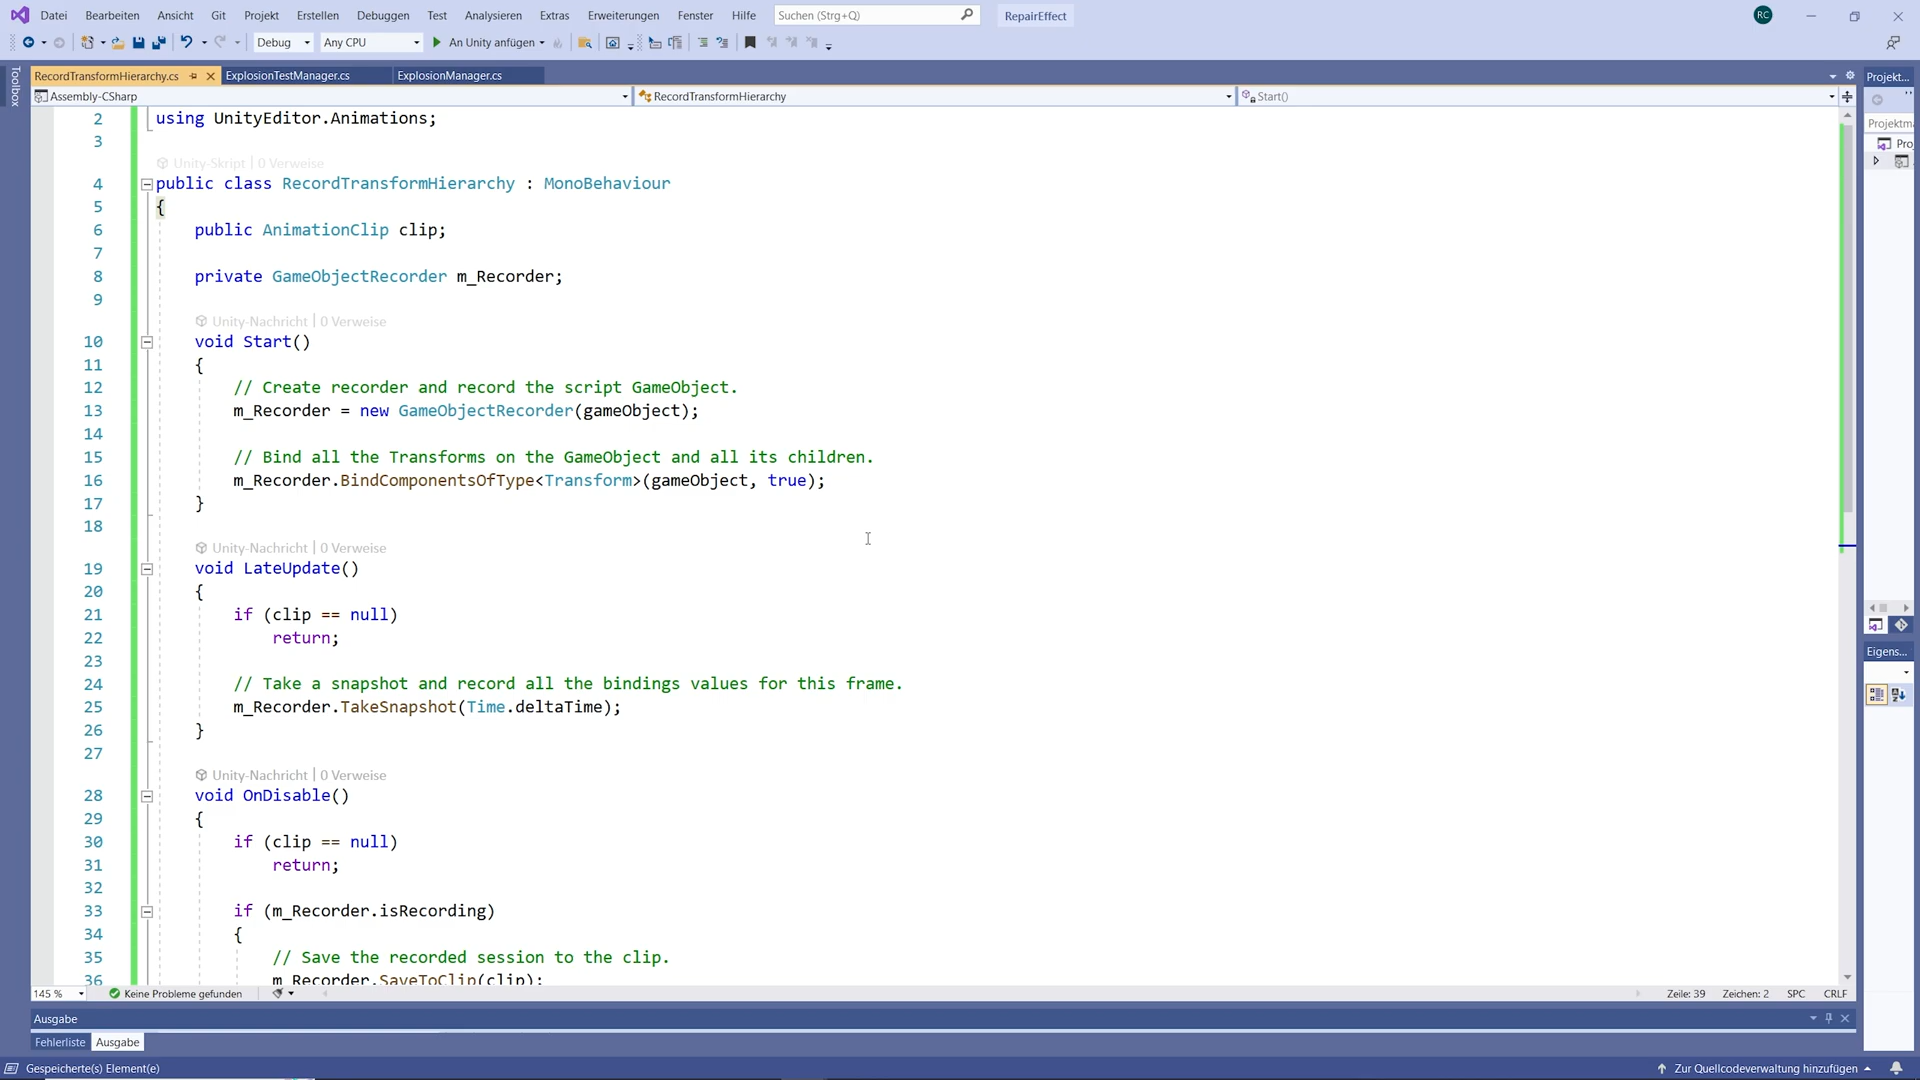 Datei Bearbeiten Ansicht Git Projekt Erstellen Debuggen Test Analysieren Extras Erweiterungen Fenster Hilfe Suchen (Strg+Q) RepairEffect RC
Debug Any CPU An Unity anfügen
Toolbox
RecordTransformHierarchy.cs ExplosionTestManager.cs ExplosionManager.cs
Assembly-CSharp RecordTransformHierarchy Start()
2 using UnityEditor.Animations;
3
Unity-Skript | 0 Verweise
4 public class RecordTransformHierarchy : MonoBehaviour
5 {
6 public AnimationClip clip;
7
8 private GameObjectRecorder m_Recorder;
9
Unity-Nachricht | 0 Verweise
10 void Start()
11 {
12 // Create recorder and record the script GameObject.
13 m_Recorder = new GameObjectRecorder(gameObject);
14
15 // Bind all the Transforms on the GameObject and all its children.
16 m_Recorder.BindComponentsOfType<Transform>(gameObject, true);
17 }
18
Unity-Nachricht | 0 Verweise
19 void LateUpdate()
20 {
21 if (clip == null)
22 return;
23
24 // Take a snapshot and record all the bindings values for this frame.
25 m_Recorder.TakeSnapshot(Time.deltaTime);
26 }
27
Unity-Nachricht | 0 Verweise
28 void OnDisable()
29 {
30 if (clip == null)
31 return;
32
33 if (m_Recorder.isRecording)
34 {
35 // Save the recorded session to the clip.
36 m_Recorder.SaveToClip(clip);
145 % Keine Probleme gefunden Zeile: 39 Zeichen: 2 SPC CRLF
Ausgabe
Fehlerliste Ausgabe
Gespeicherte(s) Element(e) Zur Quellcodeverwaltung hinzufügen
Projekt...
Projektma
Proj
Eigens...